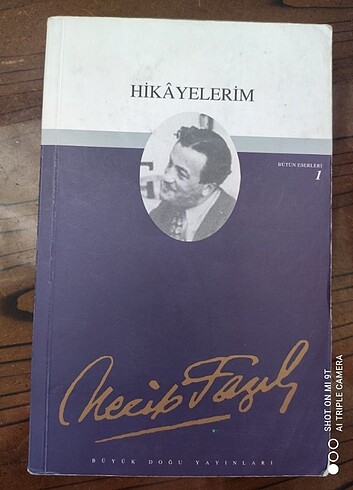 HİKÂYELERİM
BÜTÜN ESERLERİ
1
Necip Fazıl
BÜYÜK DOĞU YAYINLARI
SHOT ON MI 9T
AI TRIPLE CAMERA